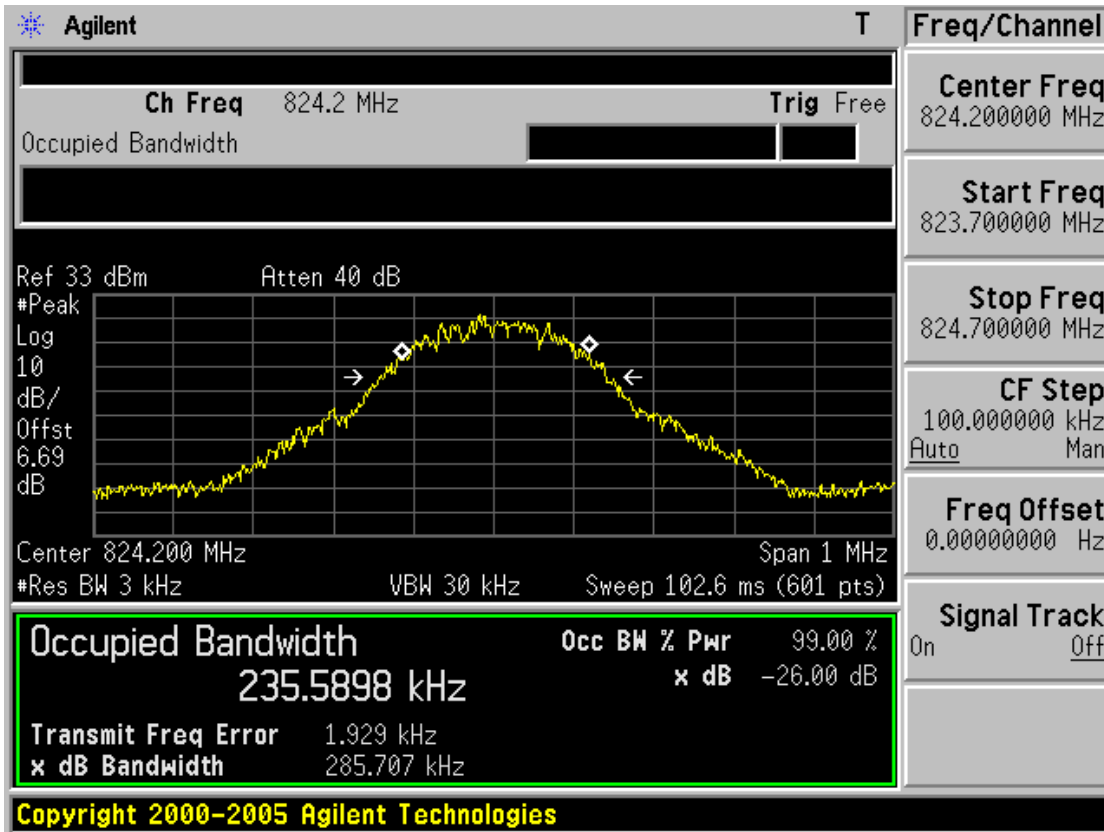 Agilent T
Ch Freq 824.2 MHz Trig Free
Occupied Bandwidth
Ref 33 dBm Atten 40 dB
#Peak
Log
10
dB/
Offst
6.69
dB
Center 824.200 MHz Span 1 MHz
#Res BW 3 kHz VBW 30 kHz Sweep 102.6 ms (601 pts)
Occupied Bandwidth Occ BW % Pwr 99.00 %
235.5898 kHz x dB -26.00 dB
Transmit Freq Error 1.929 kHz
x dB Bandwidth 285.707 kHz
Copyright 2000-2005 Agilent Technologies
Freq/Channel
Center Freq
824.200000 MHz
Start Freq
823.700000 MHz
Stop Freq
824.700000 MHz
CF Step
100.000000 kHz
Auto Man
Freq Offset
0.00000000 Hz
Signal Track
On Off